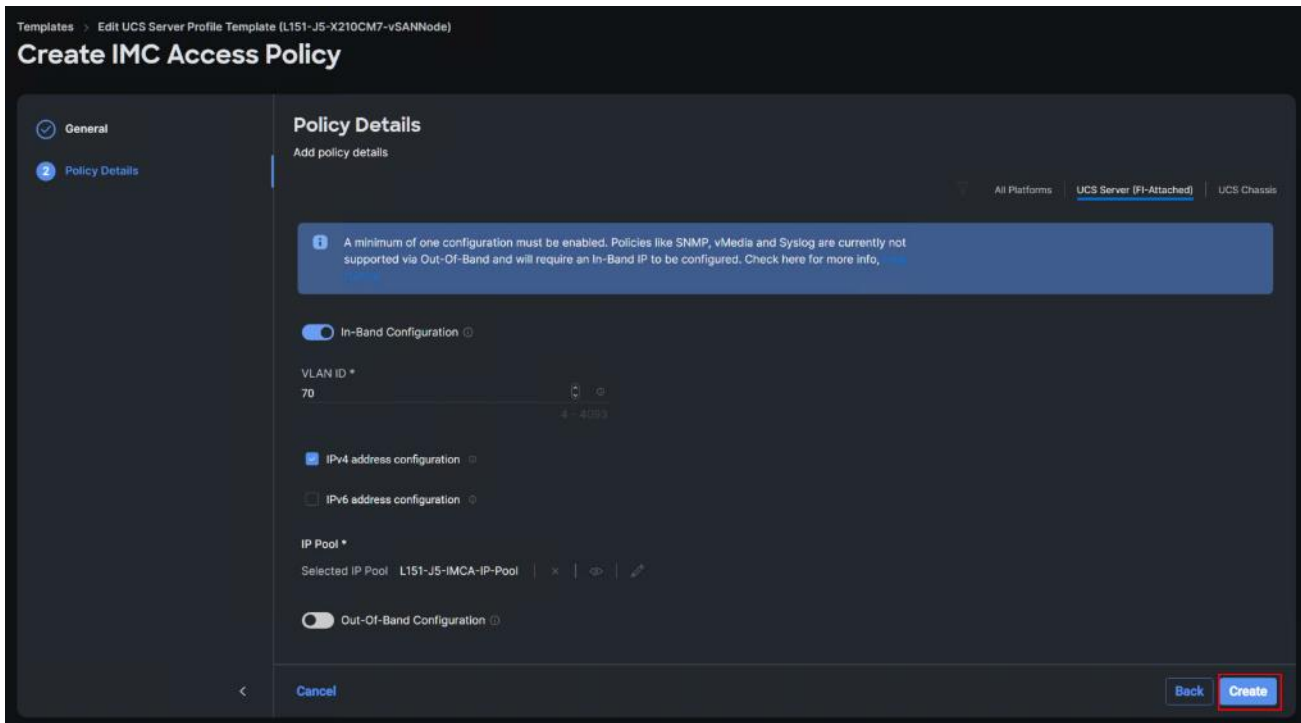 Templates > Edit UCS Server Profile Template (L151-J5-X210CM7-vSANNode)
Create IMC Access Policy
General
2 Policy Details
Policy Details
Add policy details
All Platforms | UCS Server (FI-Attached) | UCS Chassis
A minimum of one configuration must be enabled. Policies like SNMP, vMedia and Syslog are currently not
supported via Out-Of-Band and will require an In-Band IP to be configured. Check here for more info,
In-Band Configuration
VLAN ID *
70
4 - 4093
IPv4 address configuration
IPv6 address configuration
IP Pool *
Selected IP Pool L151-J5-IMCA-IP-Pool
Out-Of-Band Configuration
Cancel
Back
Create